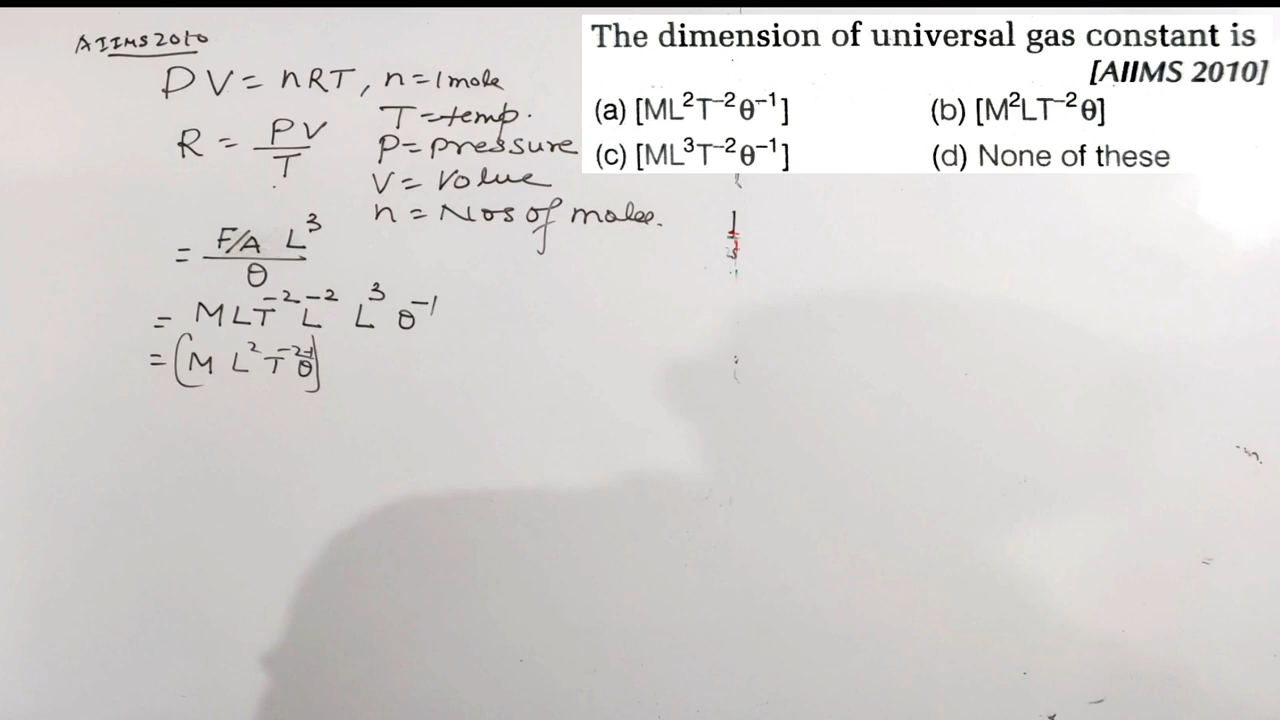 AIIMS 2010
PV = nRT, n = 1 mole
T = temp.
R = PV/T
P = pressure
V = Volue
n = Nos of moles.
= F/A L³ / θ
= MLT⁻² L⁻² L³ θ⁻¹
= [M L² T⁻² θ⁻¹]
The dimension of universal gas constant is
[AIIMS 2010]
(a) [ML²T⁻²θ⁻¹] (b) [M²LT⁻²θ]
(c) [ML³T⁻²θ⁻¹] (d) None of these